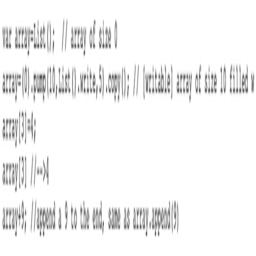 var array=List(); // array of size 0
array=(0).pump(10,List().write,5).copy(); // [writable] array of size 10 filled w
array[3]=4;
array[3] //-->4
array+9; //append a 9 to the end, same as array.append(9)